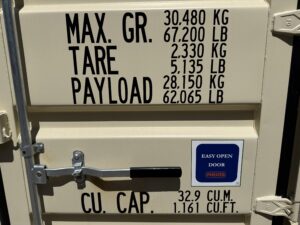 MAX. GR. 30.480 KG
67.200 LB
TARE 2.330 KG
5.135 LB
PAYLOAD 28.150 KG
62.065 LB
EASY OPEN
DOOR
CU. CAP. 32.9 CU.M.
1.161 CU.FT.